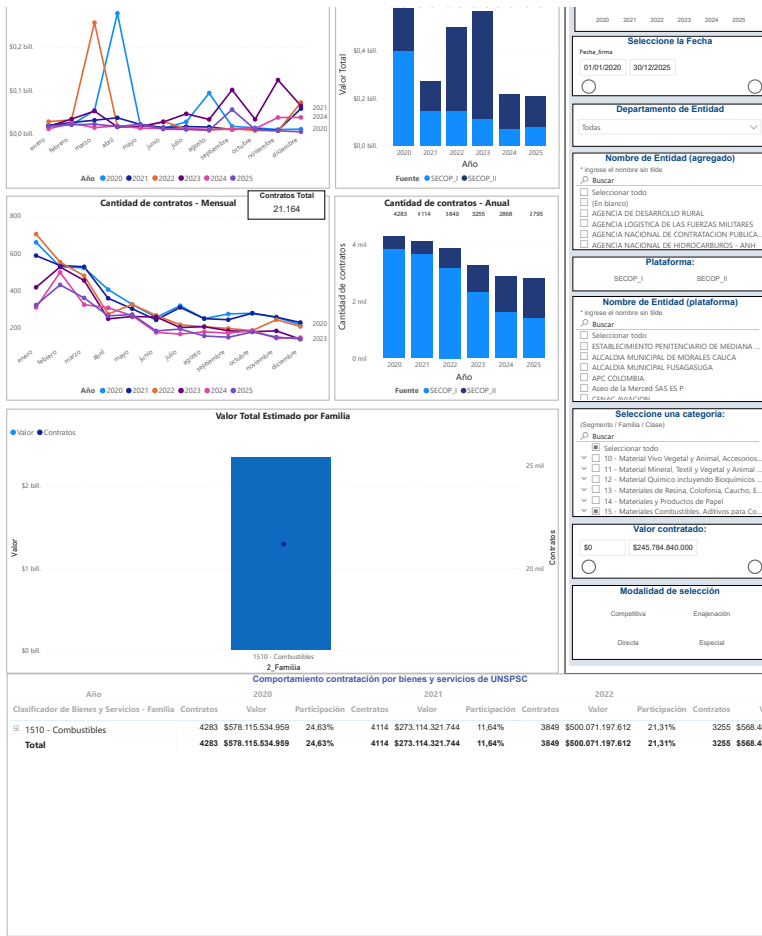 $0,2 bill.
$0,1 bill.
$0,0 bill.
enero
febrero
marzo
abril
mayo
junio
julio
agosto
septiembre
octubre
noviembre
diciembre
2021
2024
2020
Año 2020 2021 2022 2023 2024 2025
Valor Total
$0,4 bill.
$0,2 bill.
$0,0 bill.
2020 2021 2022 2023 2024 2025
Año
Fuente SECOP_I SECOP_II
2020 2021 2022 2023 2024 2025
Seleccione la Fecha
Fecha_firma
01/01/2020 30/12/2025
Departamento de Entidad
Todas
Nombre de Entidad (agregado)
* ingrese el nombre sin tilde
Buscar
Seleccionar todo
(En blanco)
AGENCIA DE DESARROLLO RURAL
AGENCIA LOGISTICA DE LAS FUERZAS MILITARES
AGENCIA NACIONAL DE CONTRATACION PUBLICA...
AGENCIA NACIONAL DE HIDROCARBUROS - ANH
Plataforma:
SECOP_I SECOP_II
Nombre de Entidad (plataforma)
* ingrese el nombre sin tilde
Buscar
Seleccionar todo
ESTABLECIMIENTO PENITENCIARIO DE MEDIANA ...
ALCALDIA MUNICIPAL DE MORALES CAUCA
ALCALDIA MUNICIPAL FUSAGASUGA
APC COLOMBIA
Aseo de la Merced SAS ES P
CENAC AVIACION
Seleccione una categoría:
(Segmento / Familia / Clase)
Buscar
Seleccionar todo
10 - Material Vivo Vegetal y Animal, Accesorios...
11 - Material Mineral, Textil y Vegetal y Animal ...
12 - Material Químico incluyendo Bioquímicos ...
13 - Materiales de Resina, Colofonia, Caucho, E...
14 - Materiales y Productos de Papel
15 - Materiales Combustibles, Aditivos para Co...
Valor contratado:
$0 $245.784.840.000
Modalidad de selección
Competitiva Enajenación
Directa Especial
Cantidad de contratos - Mensual
Contratos Total
21.164
800
600
400
200
enero
febrero
marzo
abril
mayo
junio
julio
agosto
septiembre
octubre
noviembre
diciembre
2020
2023
Año 2020 2021 2022 2023 2024 2025
Cantidad de contratos - Anual
4283 4114 3849 3255 2868 2795
Cantidad de contratos
4 mil
2 mil
0 mil
2020 2021 2022 2023 2024 2025
Año
Fuente SECOP_I SECOP_II
Valor Total Estimado por Familia
Valor Contratos
Valor
$2 bill.
$1 bill.
$0 bill.
25 mil
20 mil
Contratos
1510 - Combustibles
2_Familia
Comportamiento contratación por bienes y servicios de UNSPSC
Año 2020 2021 2022
Clasificador de Bienes y Servicios - Familia Contratos Valor Participación Contratos Valor Participación Contratos Valor Participación Contratos V
1510 - Combustibles 4283 $578.115.534.959 24,63% 4114 $273.114.321.744 11,64% 3849 $500.071.197.612 21,31% 3255 $568.4
Total 4283 $578.115.534.959 24,63% 4114 $273.114.321.744 11,64% 3849 $500.071.197.612 21,31% 3255 $568.4